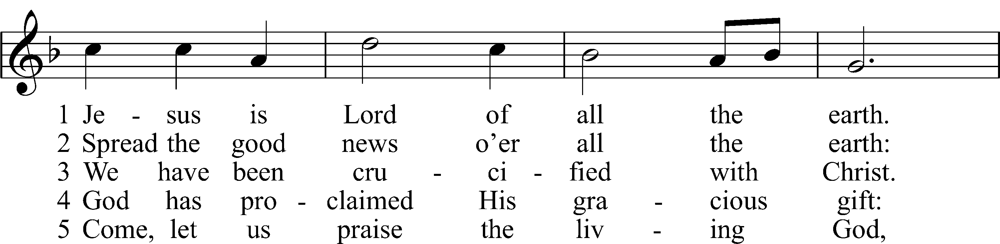 1 Je - sus is Lord of all the earth.
2 Spread the good news o’er all the earth:
3 We have been cru - ci - fied with Christ.
4 God has pro - claimed His gra - cious gift:
5 Come, let us praise the liv - ing God,